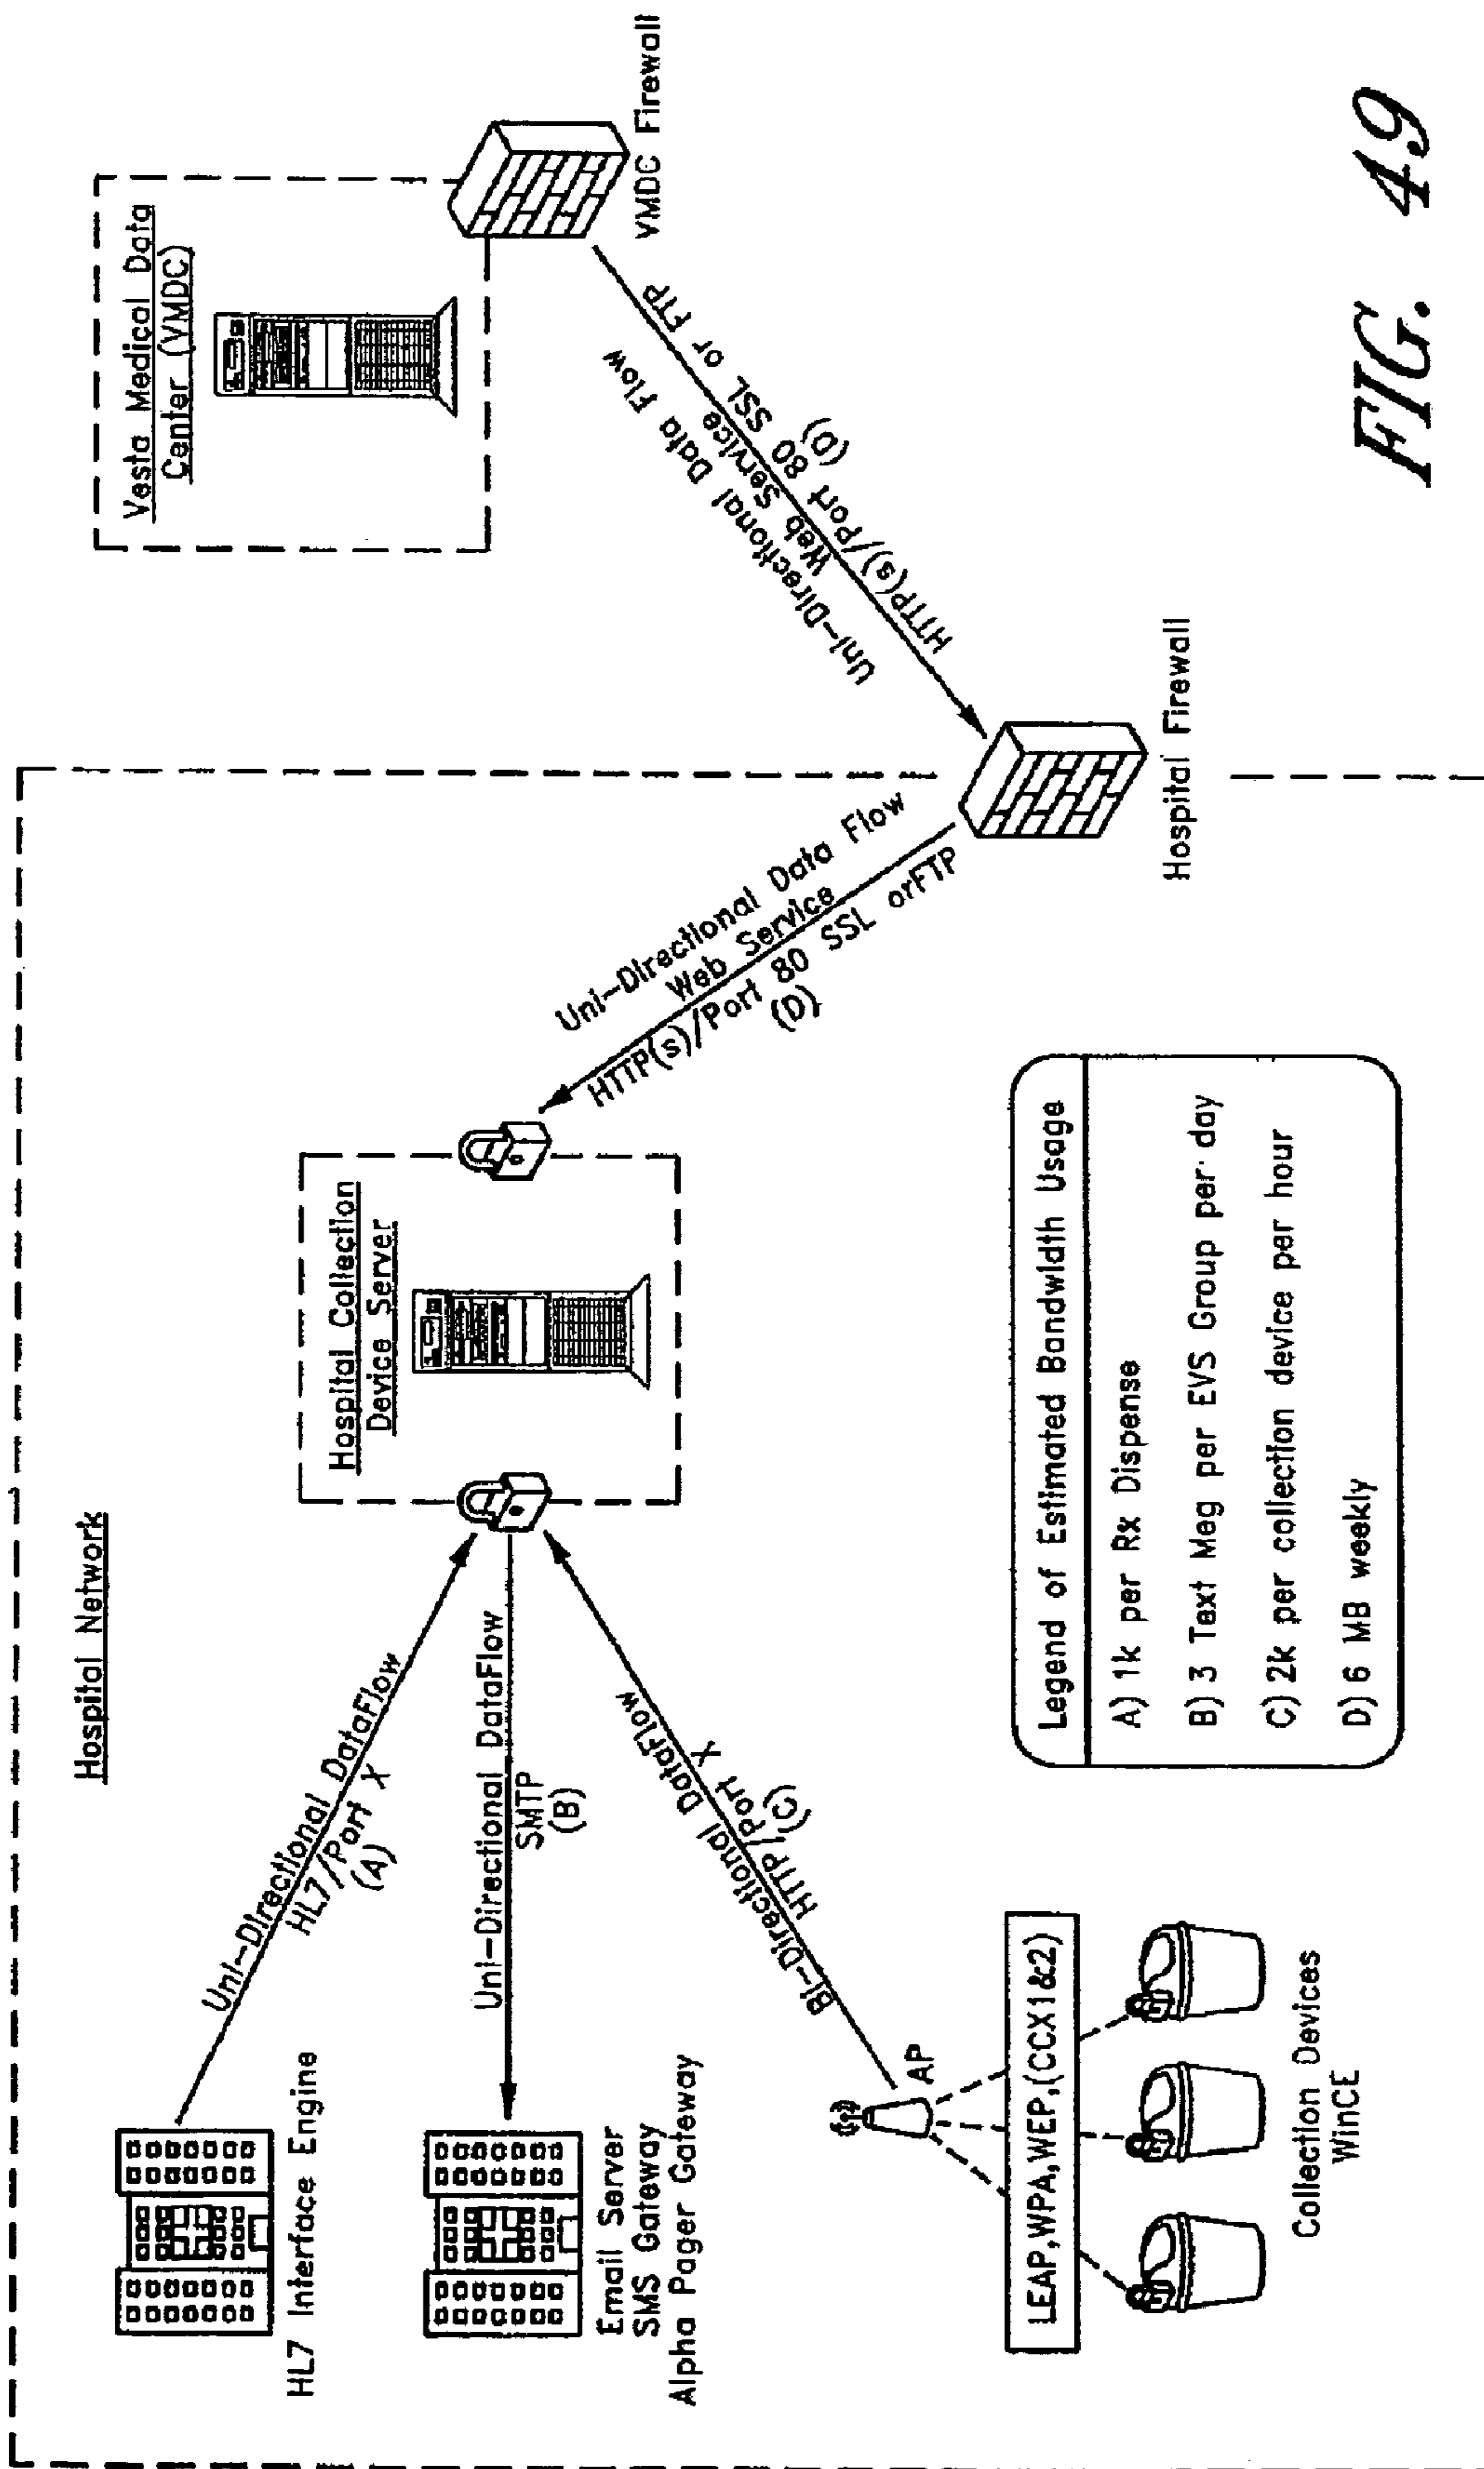 Hospital Network
HL7 Interface Engine
Uni-Directional DataFlow
HL7/Port X
(A)
Email Server
SMS Gateway
Alpha Pager Gateway
Uni-Directional DataFlow
SMTP
(B)
AP
Bi-Directional DataFlow
HTTP/Port X
(C)
LEAP,WPA,WEP,(CCX1&2)
Collection Devices
WinCE
Hospital Collection
Device Server
Uni-Directional Data Flow
Web Service
HTTP(s)/Port 80 SSL orFTP
(D)
Hospital Firewall
Uni-Directional Data Flow
Web Service
HTTP(s)/Port 80 SSL or FTP
(D)
Vesta Medical Data
Center (VMDC)
VMDC Firewall
Legend of Estimated Bandwidth Usage
A) 1k per Rx Dispense
B) 3 Text Meg per EVS Group per day
C) 2k per collection device per hour
D) 6 MB weekly
FIG. 49